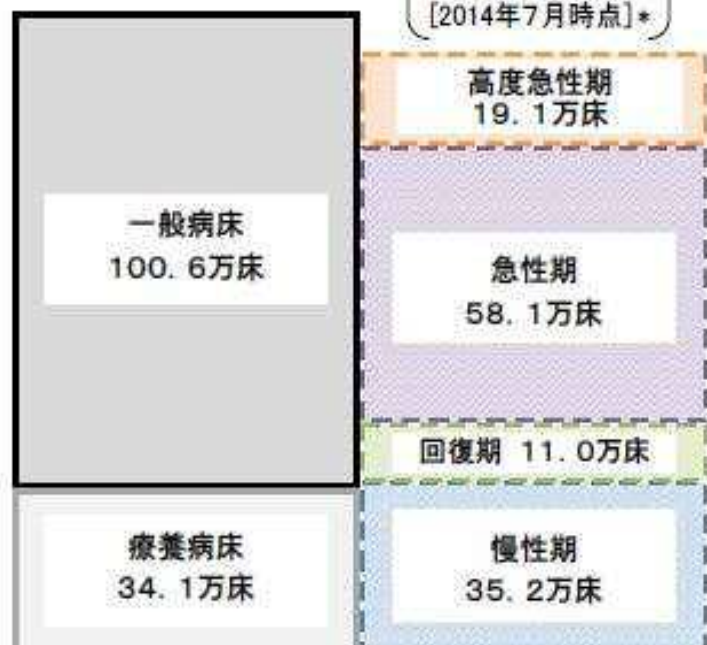 [2014年7月時点]*
高度急性期
19.1万床
一般病床
100.6万床
急性期
58.1万床
回復期 11.0万床
療養病床
34.1万床
慢性期
35.2万床